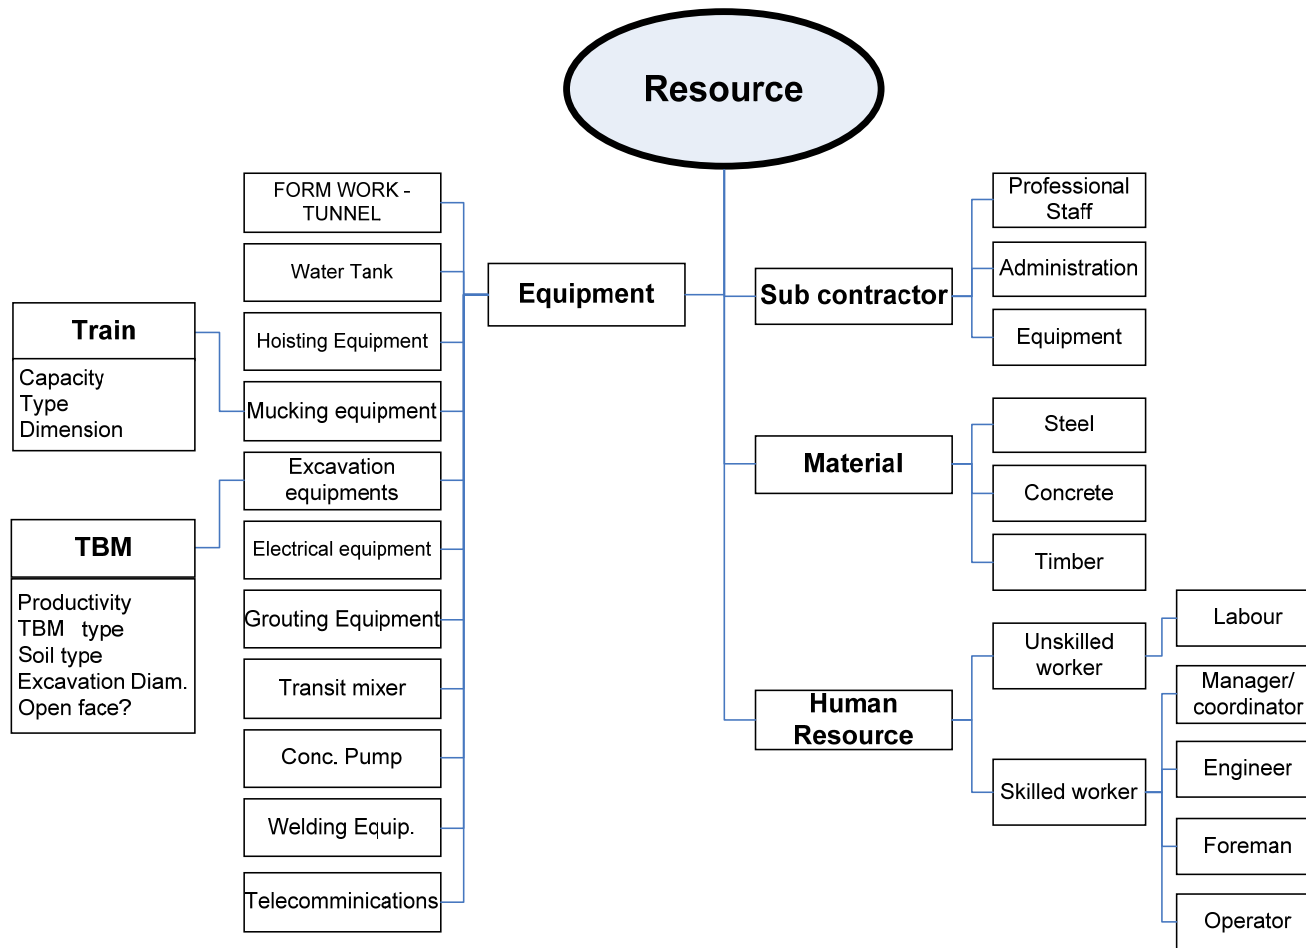 Resource
FORM WORK -
TUNNEL
Water Tank
Hoisting Equipment
Mucking equipment
Excavation
equipments
Electrical equipment
Grouting Equipment
Transit mixer
Conc. Pump
Welding Equip.
Telecomminications
Train
Capacity
Type
Dimension
TBM
Productivity
TBM type
Soil type
Excavation Diam.
Open face?
Equipment
Sub contractor
Professional
Staff
Administration
Equipment
Material
Steel
Concrete
Timber
Human
Resource
Unskilled
worker
Labour
Skilled worker
Manager/
coordinator
Engineer
Foreman
Operator